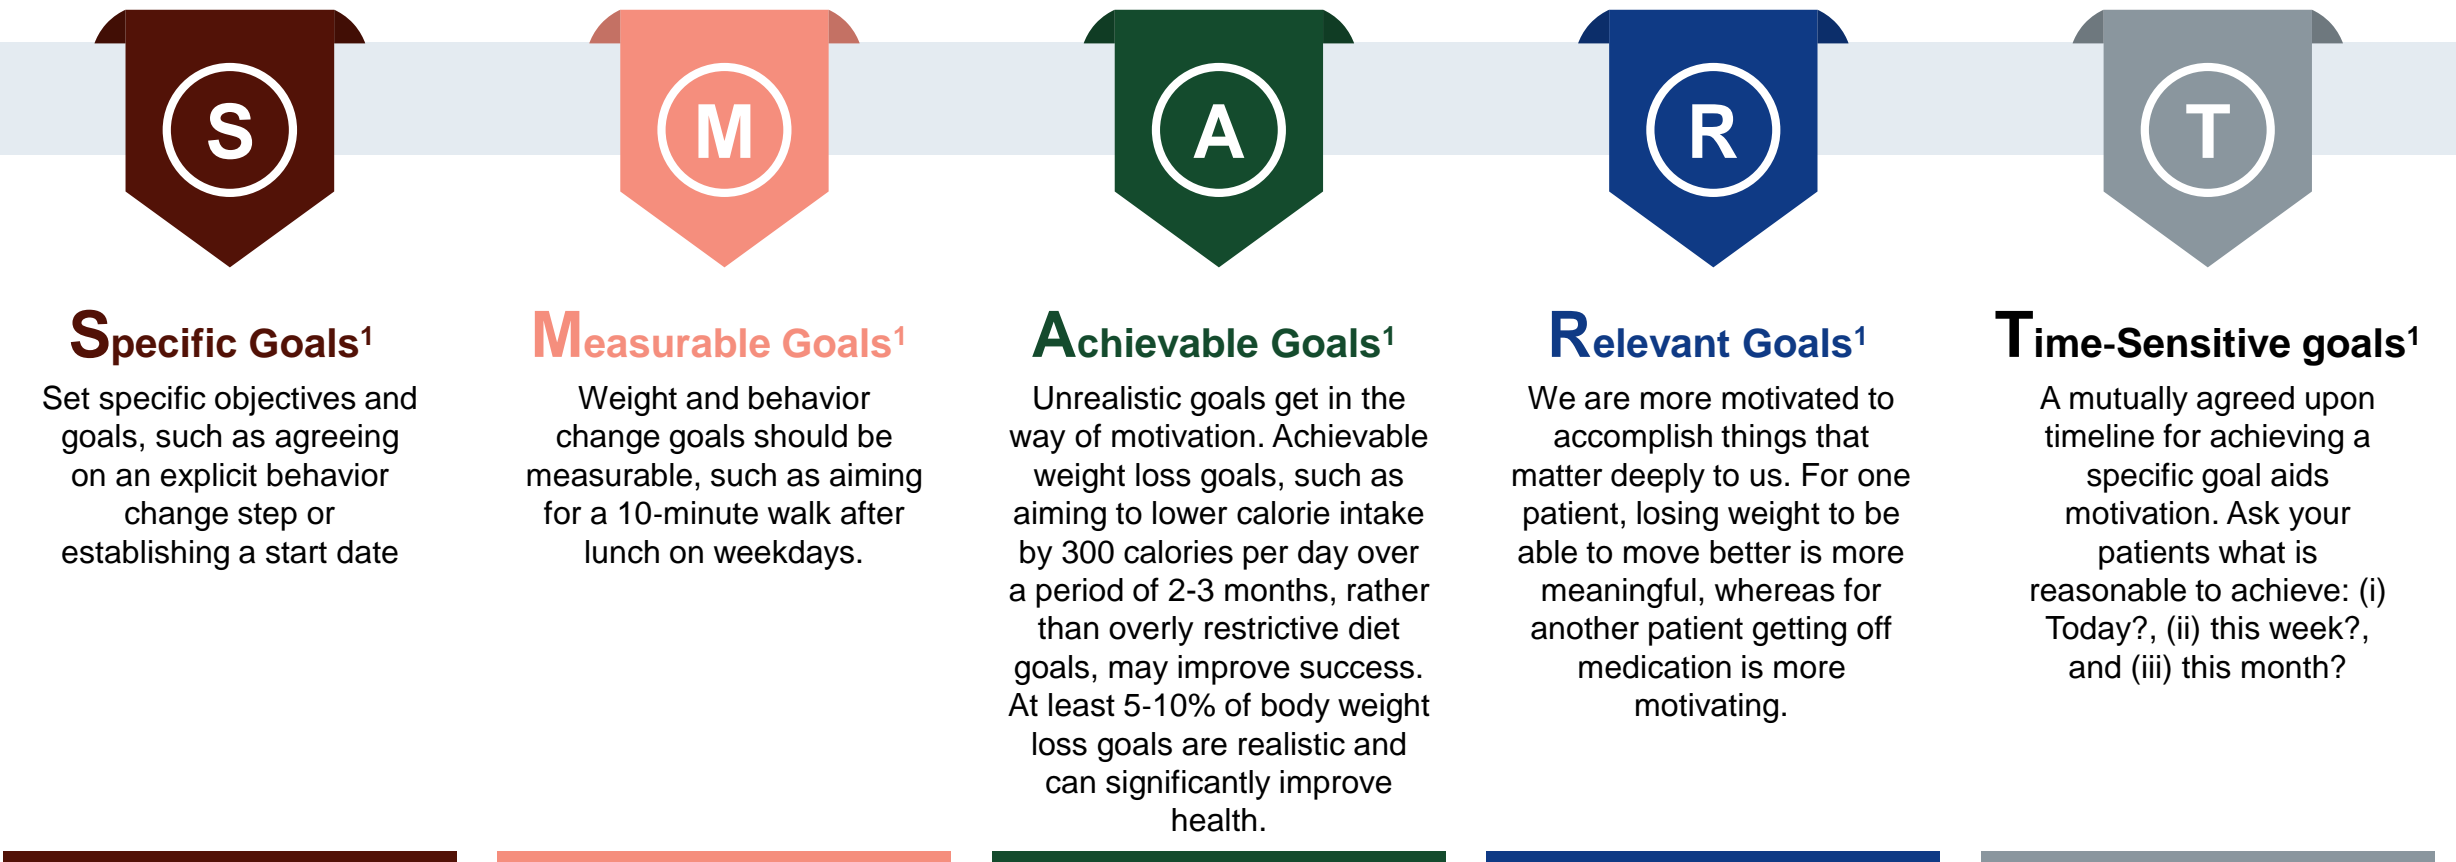 S
M
A
R
T
Specific Goals¹
Set specific objectives and
goals, such as agreeing
on an explicit behavior
change step or
establishing a start date
Measurable Goals¹
Weight and behavior
change goals should be
measurable, such as aiming
for a 10-minute walk after
lunch on weekdays.
Achievable Goals¹
Unrealistic goals get in the
way of motivation. Achievable
weight loss goals, such as
aiming to lower calorie intake
by 300 calories per day over
a period of 2-3 months, rather
than overly restrictive diet
goals, may improve success.
At least 5-10% of body weight
loss goals are realistic and
can significantly improve
health.
Relevant Goals¹
We are more motivated to
accomplish things that
matter deeply to us. For one
patient, losing weight to be
able to move better is more
meaningful, whereas for
another patient getting off
medication is more
motivating.
Time-Sensitive goals¹
A mutually agreed upon
timeline for achieving a
specific goal aids
motivation. Ask your
patients what is
reasonable to achieve: (i)
Today?, (ii) this week?,
and (iii) this month?